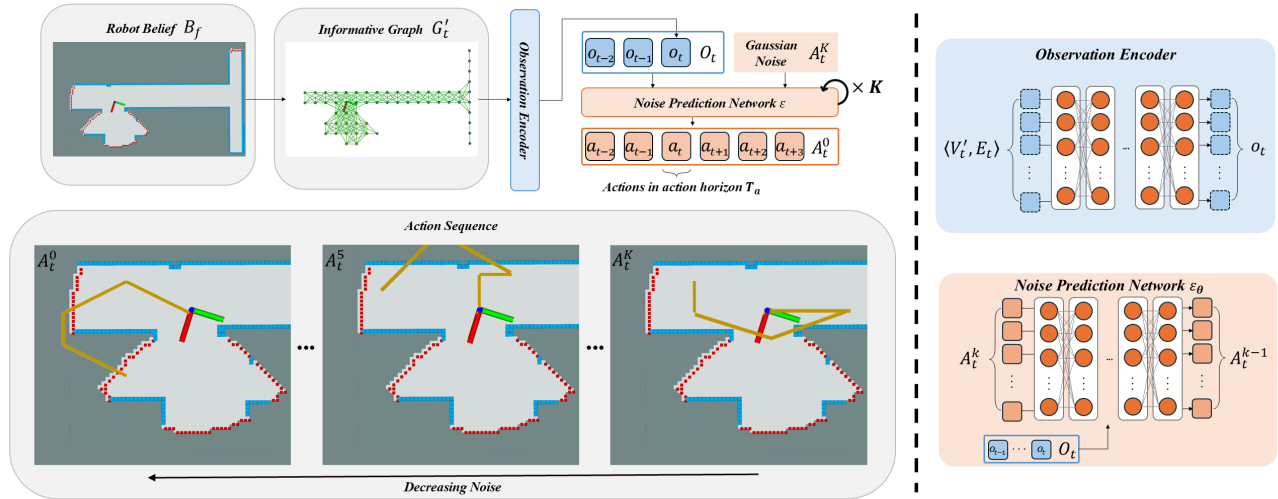 Robot Belief B_f
Informative Graph G'_t
Observation Encoder
o_{t-2} o_{t-1} o_t O_t
Gaussian
Noise A_t^K
Noise Prediction Network ε
× K
a_{t-2} a_{t-1} a_t a_{t+1} a_{t+2} a_{t+3} A_t^0
Actions in action horizon T_a
Action Sequence
A_t^0
...
A_t^5
...
A_t^K
Decreasing Noise
Observation Encoder
⟨V'_t, E_t⟩
...
o_t
Noise Prediction Network ε_θ
A_t^k
...
A_t^{k-1}
o_{t-1} ... o_t O_t